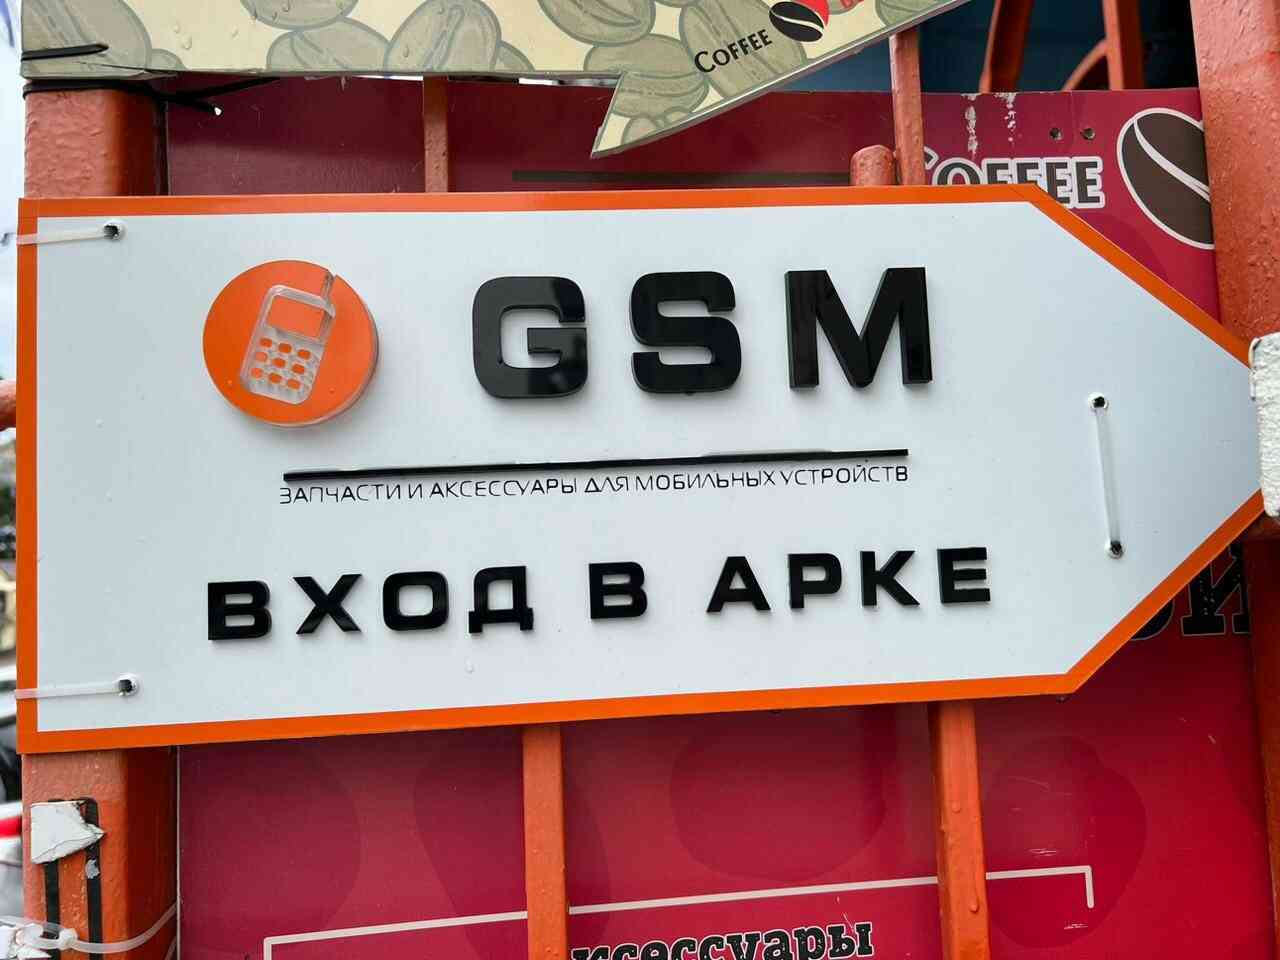 COFFEE
COFFEE
GSM
ЗАПЧАСТИ И АКСЕССУАРЫ ДЛЯ МОБИЛЬНЫХ УСТРОЙСТВ
ВХОД В АРКЕ
ксессуары